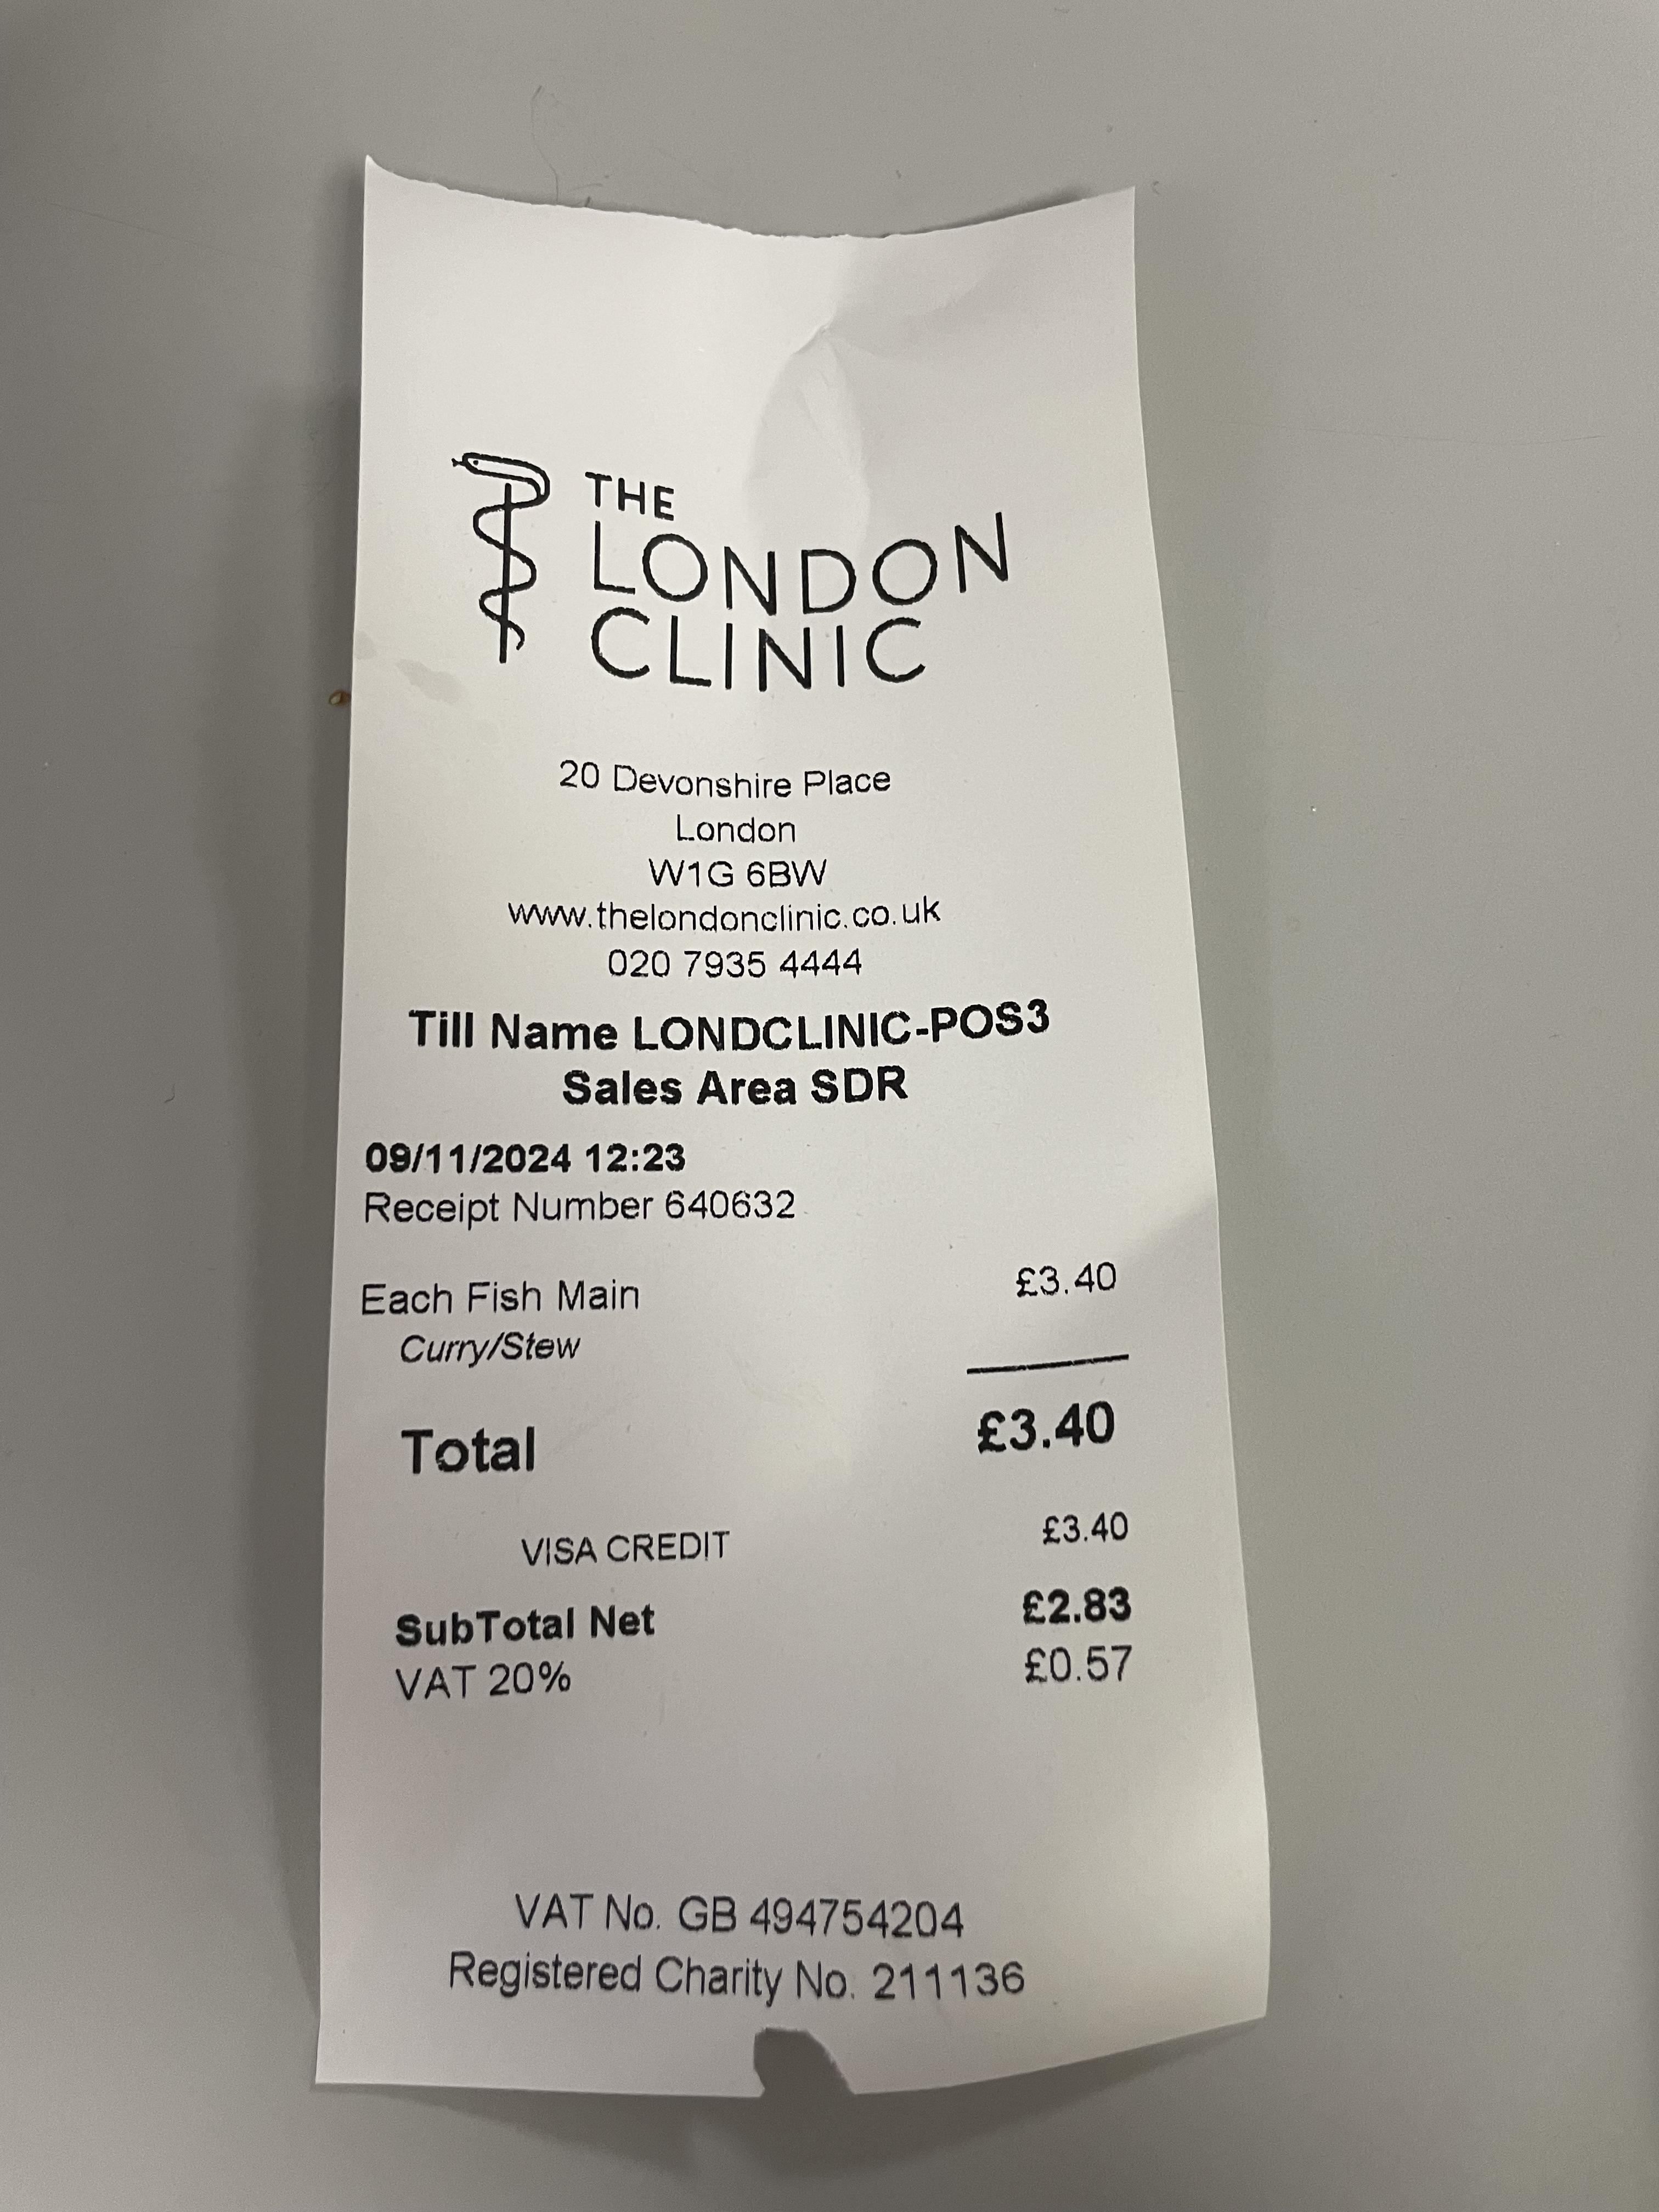 THE
LONDON
CLINIC
20 Devonshire Place
London
W1G 6BW
www.thelondonclinic.co.uk
020 7935 4444
Till Name LONDCLINIC-POS3
Sales Area SDR
09/11/2024 12:23
Receipt Number 640632
Each Fish Main £3.40
Curry/Stew
Total £3.40
VISA CREDIT £3.40
SubTotal Net £2.83
VAT 20% £0.57
VAT No. GB 494754204
Registered Charity No. 211136